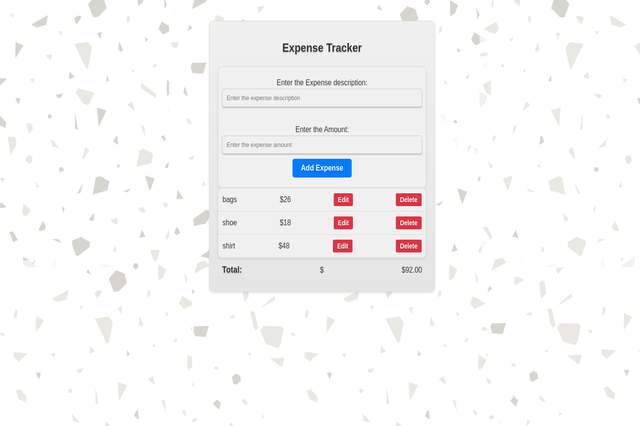 Expense Tracker
Enter the Expense description:
Enter the expense description
Enter the Amount:
Enter the expense amount
Add Expense
bags $26 Edit Delete
shoe $18 Edit Delete
shirt $48 Edit Delete
Total: $ $92.00